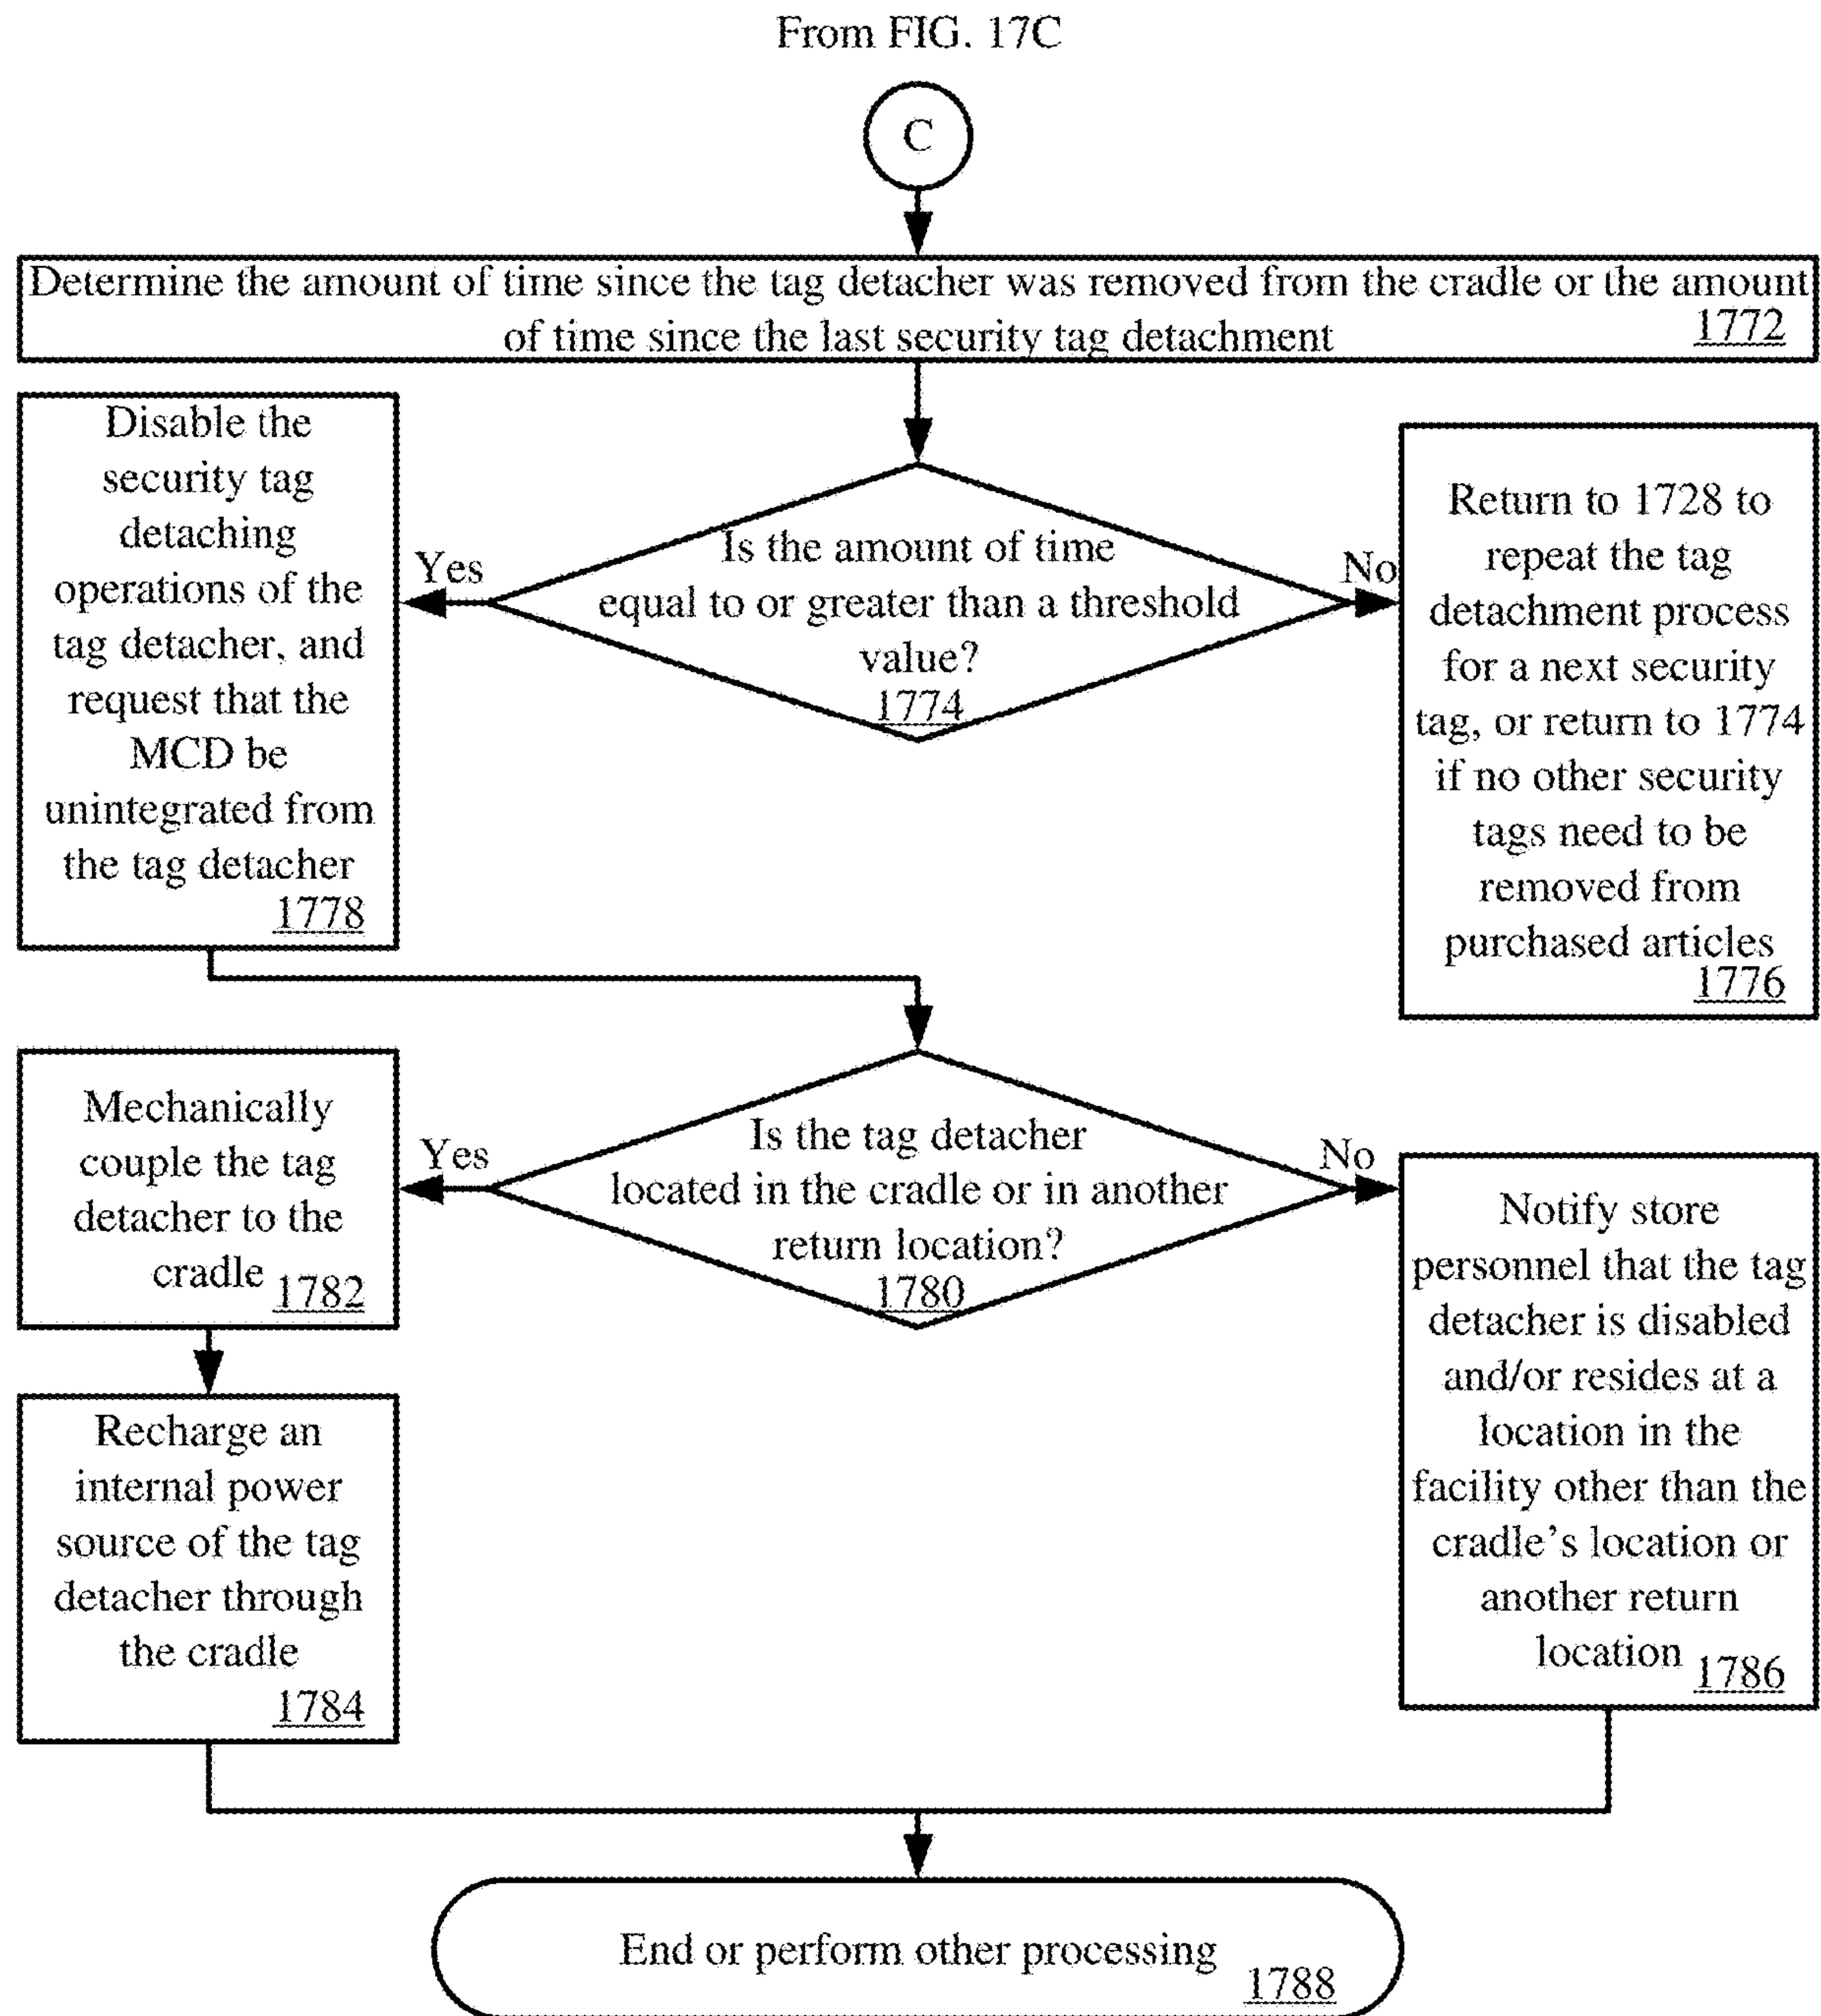 From FIG. 17C
C
Determine the amount of time since the tag detacher was removed from the cradle or the amount
of time since the last security tag detachment
1772
Disable the
security tag
detaching
operations of the
tag detacher, and
request that the
MCD be
unintegrated from
the tag detacher
1778
Yes
Is the amount of time
equal to or greater than a threshold
value?
1774
No
Return to 1728 to
repeat the tag
detachment process
for a next security
tag, or return to 1774
if no other security
tags need to be
removed from
purchased articles
1776
Mechanically
couple the tag
detacher to the
cradle 1782
Yes
Is the tag detacher
located in the cradle or in another
return location?
1780
No
Notify store
personnel that the tag
detacher is disabled
and/or resides at a
location in the
facility other than the
cradle's location or
another return
location 1786
Recharge an
internal power
source of the tag
detacher through
the cradle
1784
End or perform other processing
1788